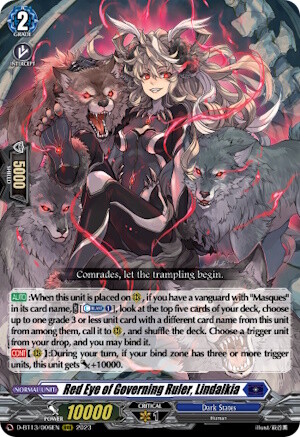 2
GRADE
INTERCEPT
5000
SHIELD
Comrades, let the trampling begin.
AUTO :When this unit is placed on , if you have a vanguard with "Masques"
in its card name, [ 1], look at the top five cards of your deck, choose
up to one grade 3 or less unit card with a different card name from this unit
from among them, call it to , and shuffle the deck. Choose a trigger unit
from your drop, and you may bind it.
CONT :During your turn, if your bind zone has three or more trigger
units, this unit gets +10000.
NORMAL UNIT
Red Eye of Governing Ruler, Lindalkia
POWER
10000
CRITICAL
1
Dark States
Human
D-BT13/006EN RRR 2023